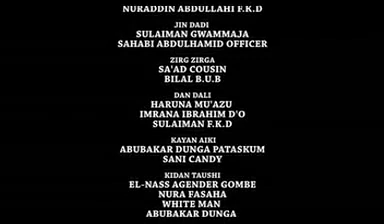 NURADDIN ABDULLAHI F.K.D
JIN DADI
SULAIMAN GWAMMAJA
SAHABI ABDULHAMID OFFICER
ZIRG ZIRGA
SA'AD COUSIN
BILAL B.U.B
DAN DALI
HARUNA MU'AZU
IMRANA IBRAHIM D'O
SULAIMAN F.K.D
KAYAN AIKI
ABUBAKAR DUNGA PATASKUM
SANI CANDY
KIDAN TAUSHI
EL-NASS AGENDER GOMBE
NURA FASAHA
WHITE MAN
ABUBAKAR DUNGA